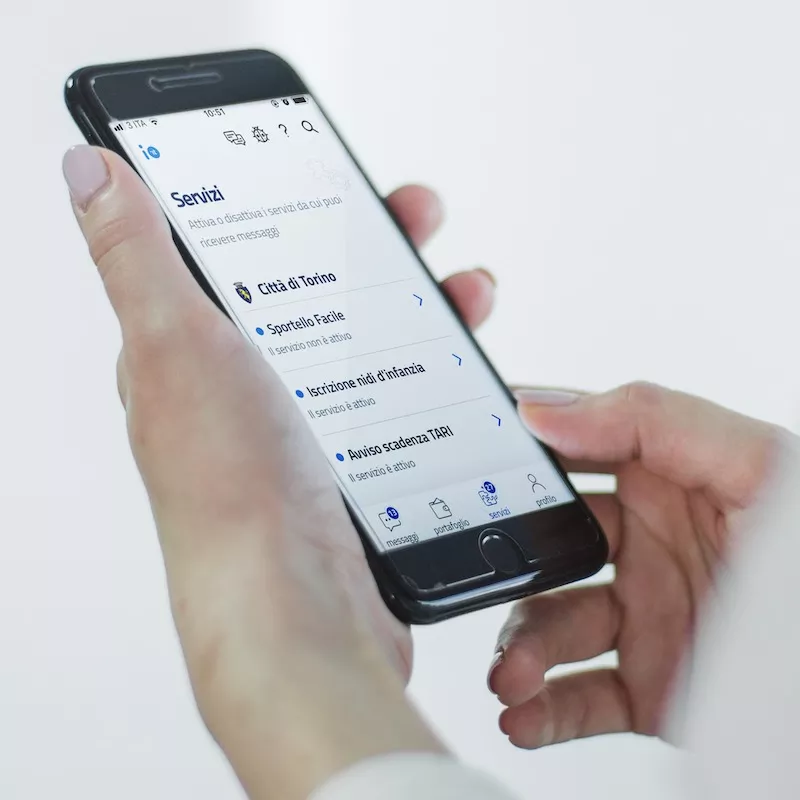 3 ITA
10:51
io
?
Servizi
Attiva o disattiva i servizi da cui puoi
ricevere messaggi
Città di Torino
Sportello Facile
Il servizio non è attivo
Iscrizione nidi d'infanzia
Il servizio è attivo
Avviso scadenza TARI
Il servizio è attivo
messaggi
portafoglio
servizi
profilo